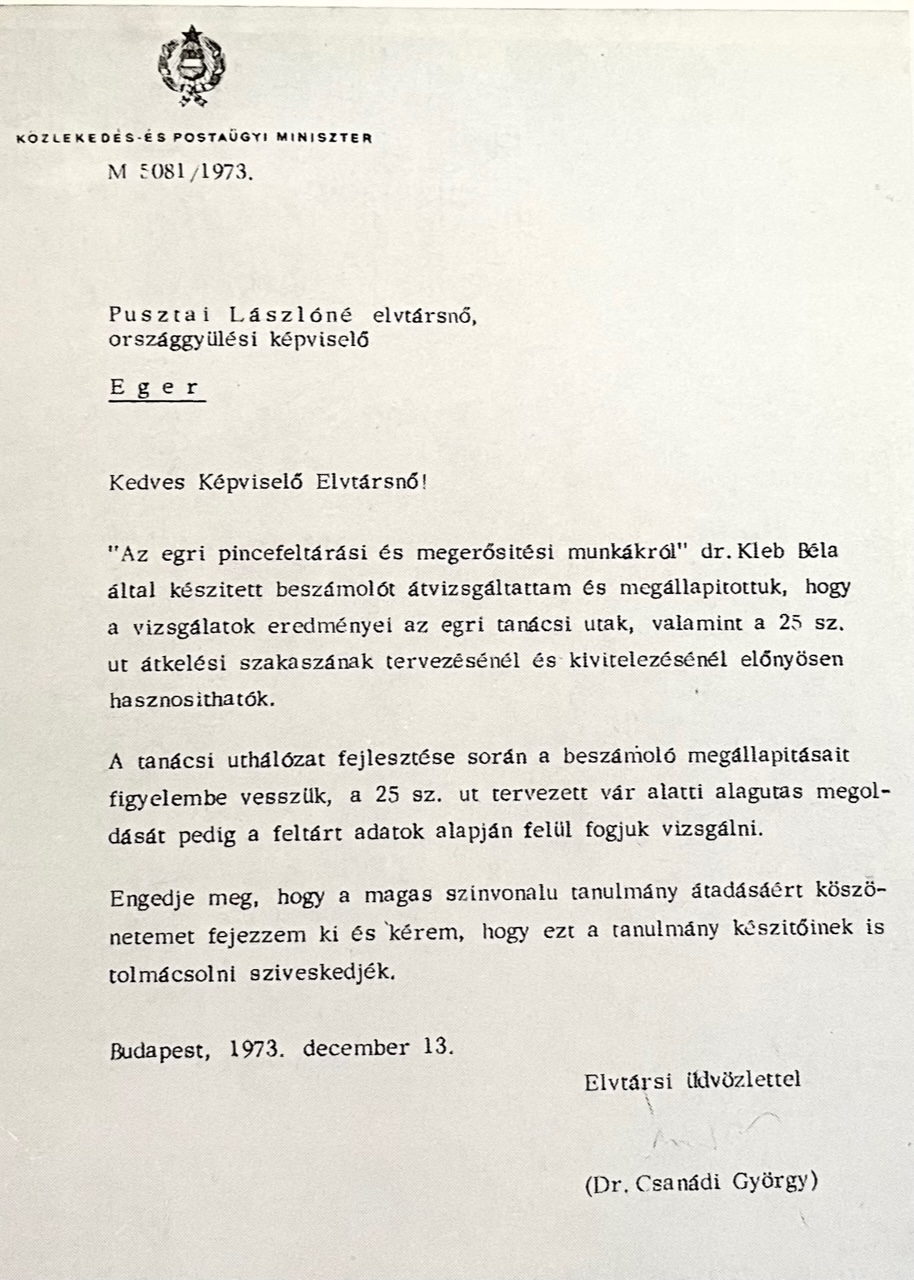 KÖZLEKEDÉS-ÉS POSTAÜGYI MINISZTER
M 5081/1973.
Pusztai Lászlóné elvtársnő,
országgyülési képviselő
Eger
Kedves Képviselő Elvtársnő!
"Az egri pincefeltárási és megerősitési munkákról" dr. Kleb Béla
által készitett beszámolót átvizsgáltattam és megállapitottuk, hogy
a vizsgálatok eredményei az egri tanácsi utak, valamint a 25 sz.
ut átkelési szakaszának tervezésénél és kivitelezésénél előnyösen
hasznosithatók.
A tanácsi uthálózat fejlesztése során a beszámoló megállapitásait
figyelembe vesszük, a 25 sz. ut tervezett vár alatti alagutas megol-
dását pedig a feltárt adatok alapján felül fogjuk vizsgálni.
Engedje meg, hogy a magas szinvonalu tanulmány átadásáért köszö-
netemet fejezzem ki és kérem, hogy ezt a tanulmány készitőinek is
tolmácsolni sziveskedjék.
Budapest, 1973. december 13.
Elvtársi üdvözlettel
(Dr. Csanádi György)